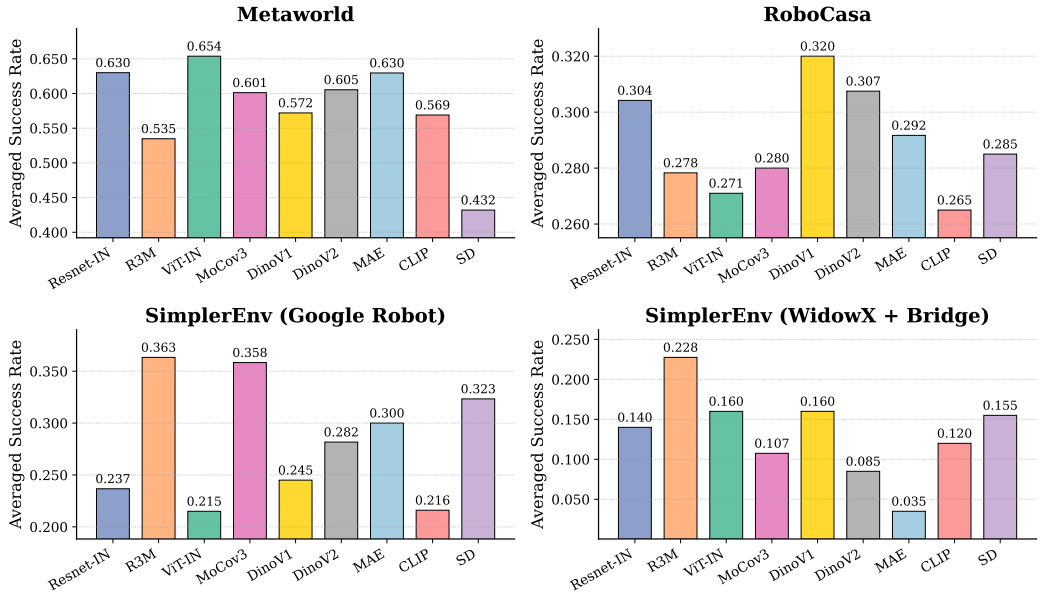 Metaworld
Averaged Success Rate
0.650
0.600
0.550
0.500
0.450
0.400
0.630
0.535
0.654
0.601
0.572
0.605
0.630
0.569
0.432
Resnet-IN
R3M
ViT-IN
MoCov3
DinoV1
DinoV2
MAE
CLIP
SD
RoboCasa
Averaged Success Rate
0.320
0.300
0.280
0.260
0.304
0.278
0.271
0.280
0.320
0.307
0.292
0.265
0.285
Resnet-IN
R3M
ViT-IN
MoCov3
DinoV1
DinoV2
MAE
CLIP
SD
SimplerEnv (Google Robot)
Averaged Success Rate
0.350
0.300
0.250
0.200
0.237
0.363
0.215
0.358
0.245
0.282
0.300
0.216
0.323
Resnet-IN
R3M
ViT-IN
MoCov3
DinoV1
DinoV2
MAE
CLIP
SD
SimplerEnv (WidowX + Bridge)
Averaged Success Rate
0.250
0.200
0.150
0.100
0.050
0.140
0.228
0.160
0.107
0.160
0.085
0.035
0.120
0.155
Resnet-IN
R3M
ViT-IN
MoCov3
DinoV1
DinoV2
MAE
CLIP
SD